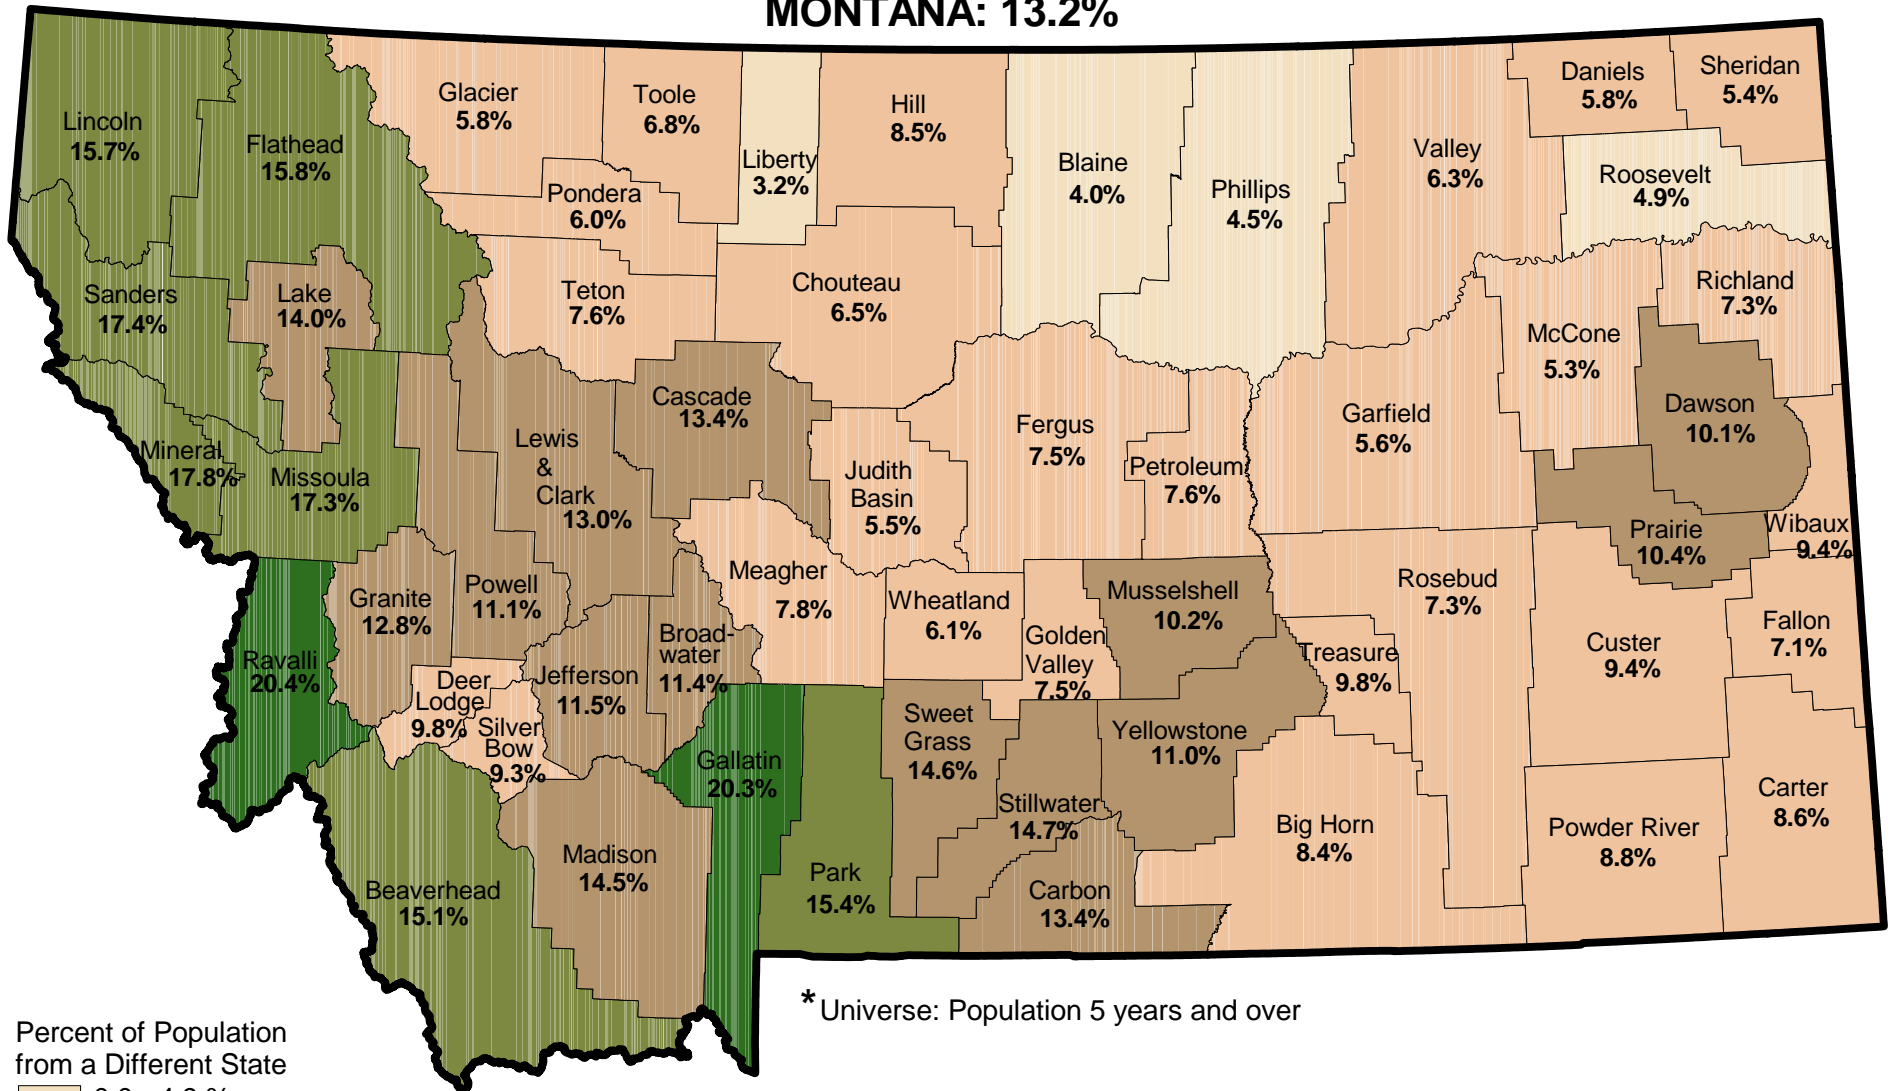 MONTANA: 13.2%
Lincoln
15.7%
Flathead
15.8%
Glacier
5.8%
Toole
6.8%
Liberty
3.2%
Hill
8.5%
Blaine
4.0%
Phillips
4.5%
Valley
6.3%
Daniels
5.8%
Sheridan
5.4%
Roosevelt
4.9%
Pondera
6.0%
Sanders
17.4%
Lake
14.0%
Teton
7.6%
Chouteau
6.5%
McCone
5.3%
Richland
7.3%
Mineral
17.8%
Missoula
17.3%
Lewis
&
Clark
13.0%
Cascade
13.4%
Judith
Basin
5.5%
Fergus
7.5%
Petroleum
7.6%
Garfield
5.6%
Dawson
10.1%
Prairie
10.4%
Wibaux
9.4%
Ravalli
20.4%
Granite
12.8%
Powell
11.1%
Deer
Lodge
9.8%
Silver
Bow
9.3%
Jefferson
11.5%
Broad-
water
11.4%
Meagher
7.8%
Wheatland
6.1%
Golden
Valley
7.5%
Musselshell
10.2%
Treasure
9.8%
Rosebud
7.3%
Custer
9.4%
Fallon
7.1%
Beaverhead
15.1%
Madison
14.5%
Gallatin
20.3%
Park
15.4%
Sweet
Grass
14.6%
Stillwater
14.7%
Carbon
13.4%
Yellowstone
11.0%
Big Horn
8.4%
Powder River
8.8%
Carter
8.6%
* Universe: Population 5 years and over
Percent of Population
from a Different State